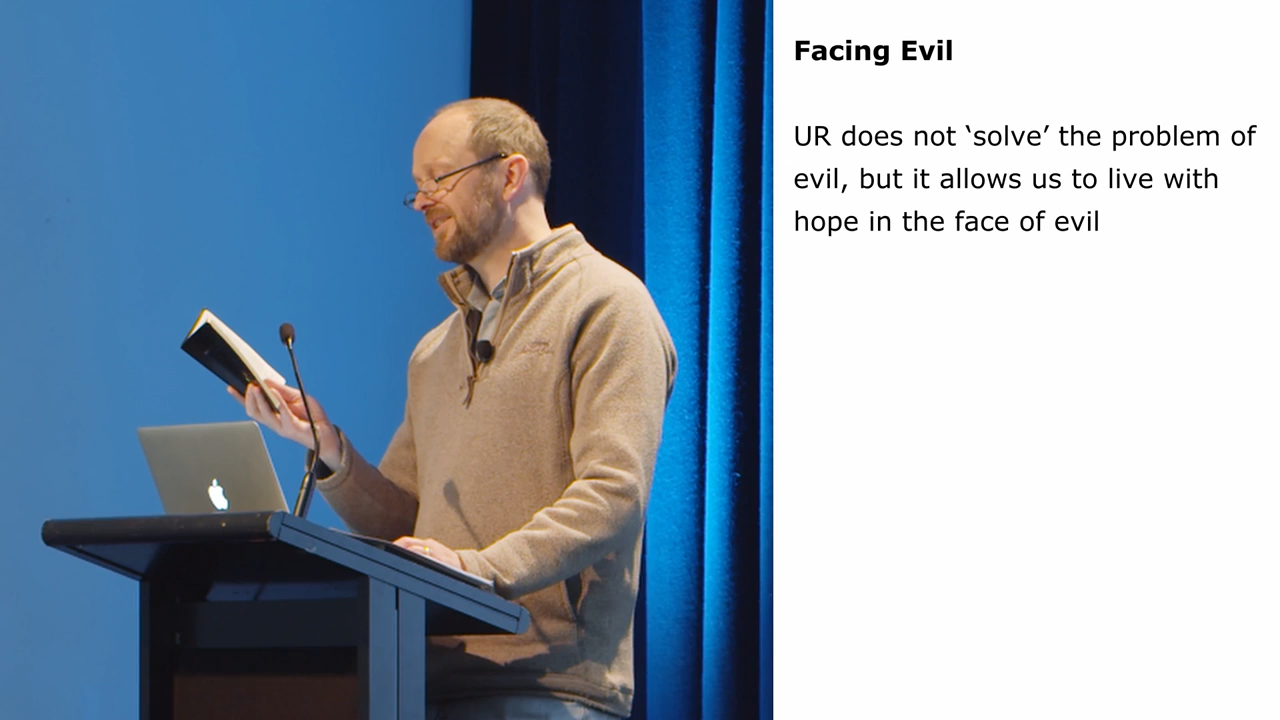 Facing Evil
UR does not ‘solve’ the problem of
evil, but it allows us to live with
hope in the face of evil